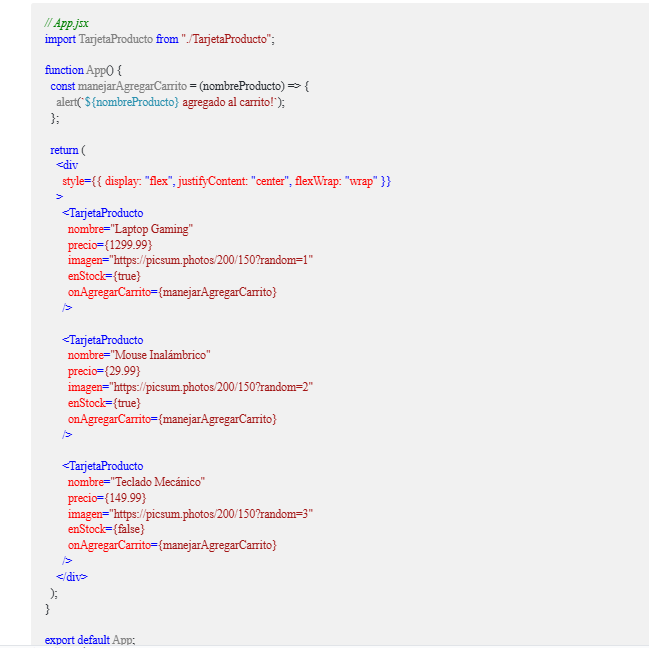 // App.jsx
import TarjetaProducto from "./TarjetaProducto";
function App() {
const manejarAgregarCarrito = (nombreProducto) => {
alert(`${nombreProducto} agregado al carrito!`);
};
return (
<div
style={{ display: "flex", justifyContent: "center", flexWrap: "wrap" }}
>
<TarjetaProducto
nombre="Laptop Gaming"
precio={1299.99}
imagen="https://picsum.photos/200/150?random=1"
enStock={true}
onAgregarCarrito={manejarAgregarCarrito}
/>
<TarjetaProducto
nombre="Mouse Inalámbrico"
precio={29.99}
imagen="https://picsum.photos/200/150?random=2"
enStock={true}
onAgregarCarrito={manejarAgregarCarrito}
/>
<TarjetaProducto
nombre="Teclado Mecánico"
precio={149.99}
imagen="https://picsum.photos/200/150?random=3"
enStock={false}
onAgregarCarrito={manejarAgregarCarrito}
/>
</div>
);
}
export default App;